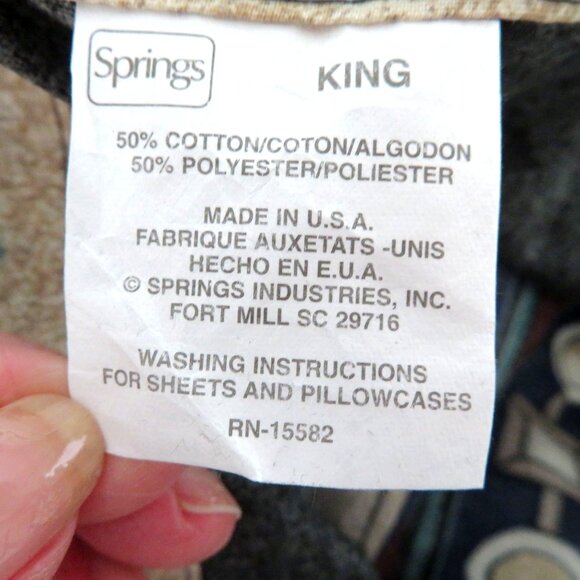 Springs
KING
50% COTTON/COTON/ALGODON
50% POLYESTER/POLIESTER
MADE IN U.S.A.
FABRIQUE AUXETATS -UNIS
HECHO EN E.U.A.
© SPRINGS INDUSTRIES, INC.
FORT MILL SC 29716
WASHING INSTRUCTIONS
FOR SHEETS AND PILLOWCASES
RN-15582